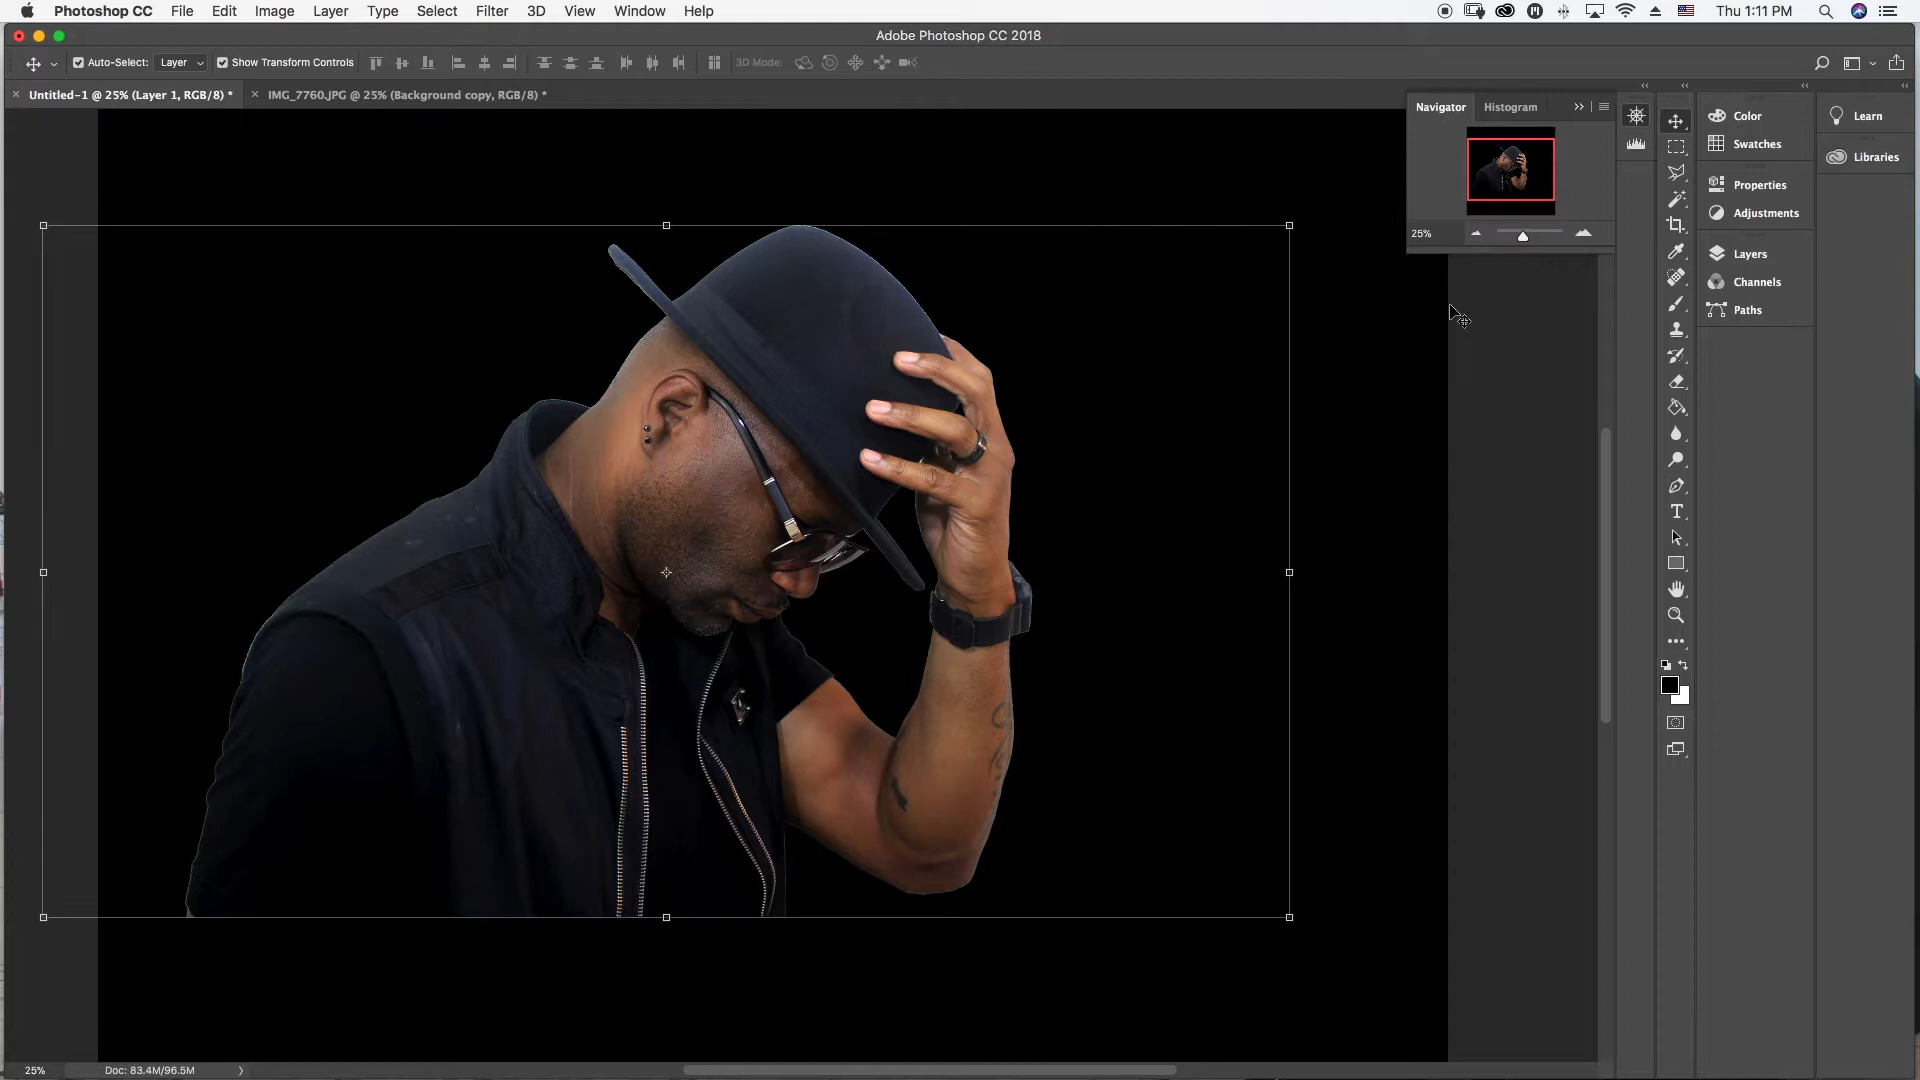 Photoshop CC File Edit Image Layer Type Select Filter 3D View Window Help Thu 1:11 PM
Adobe Photoshop CC 2018
Auto-Select: Layer Show Transform Controls 3D Mode:
Untitled-1 @ 25% (Layer 1, RGB/8) * IMG_7760.JPG @ 25% (Background copy, RGB/8) *
Navigator Histogram
25%
Color
Swatches
Properties
Adjustments
Layers
Channels
Paths
Learn
Libraries
25% Doc: 83.4M/96.5M